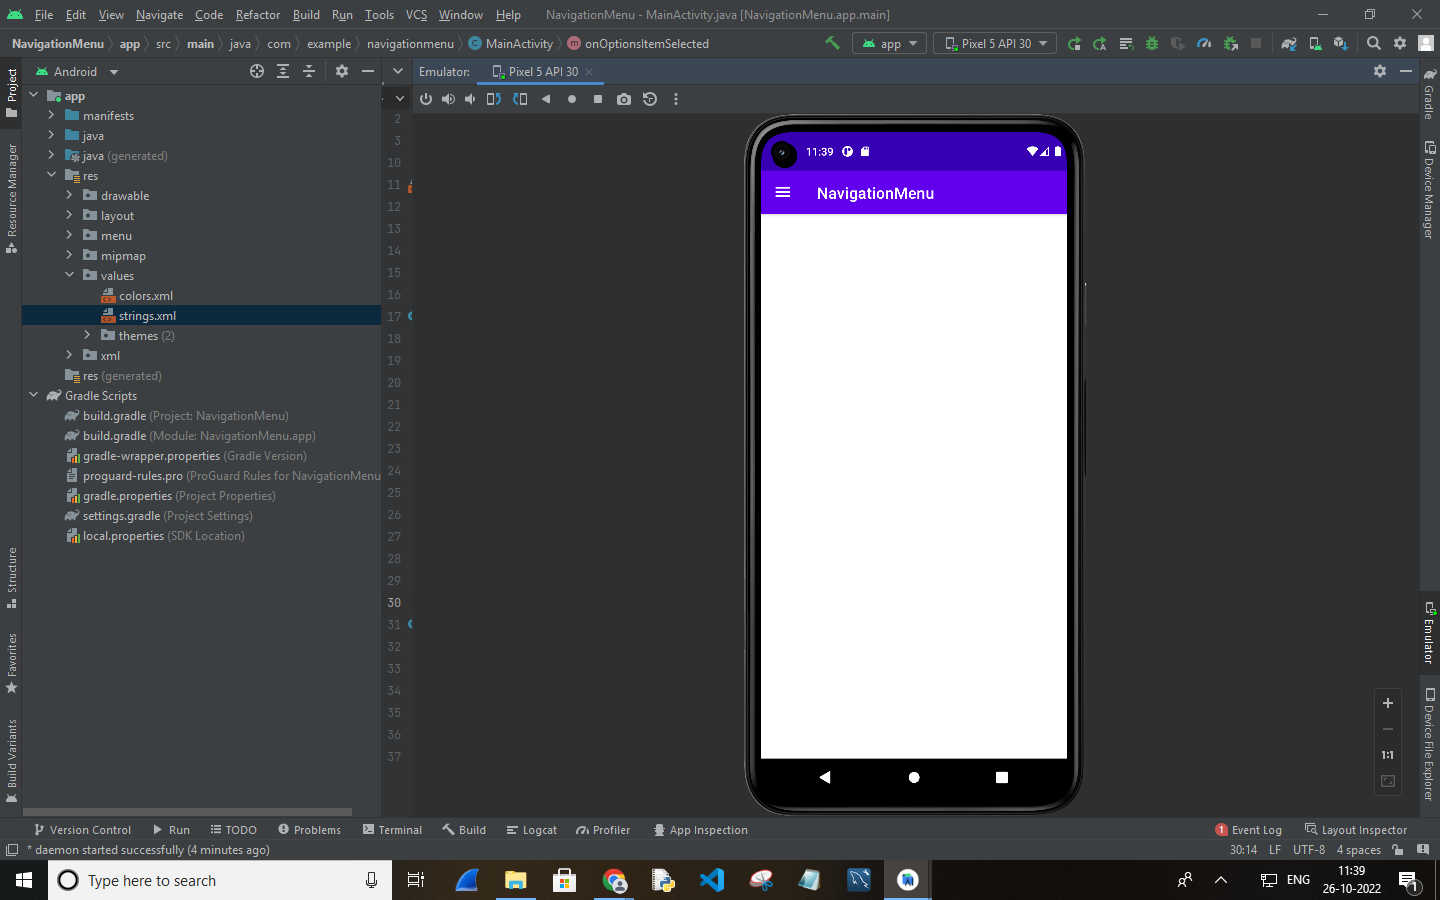 File Edit View Navigate Code Refactor Build Run Tools VCS Window Help NavigationMenu - MainActivity.java [NavigationMenu.app.main]
NavigationMenu app src main java com example navigationmenu MainActivity onOptionsItemSelected app Pixel 5 API 30
Project
Resource Manager
Structure
Favorites
Build Variants
Android
app
manifests
java
java (generated)
res
drawable
layout
menu
mipmap
values
colors.xml
strings.xml
themes (2)
xml
res (generated)
Gradle Scripts
build.gradle (Project: NavigationMenu)
build.gradle (Module: NavigationMenu.app)
gradle-wrapper.properties (Gradle Version)
proguard-rules.pro (ProGuard Rules for NavigationMenu
gradle.properties (Project Properties)
settings.gradle (Project Settings)
local.properties (SDK Location)
2
3
10
11
12
13
14
15
16
17
18
19
20
21
22
23
24
25
26
27
28
29
30
31
32
33
34
35
36
37
Emulator: Pixel 5 API 30
11:39
NavigationMenu
1:1
Gradle
Device Manager
Emulator
Device File Explorer
Version Control Run TODO Problems Terminal Build Logcat Profiler App Inspection 1 Event Log Layout Inspector
* daemon started successfully (4 minutes ago) 30:14 LF UTF-8 4 spaces
Type here to search ENG 11:39
26-10-2022 1